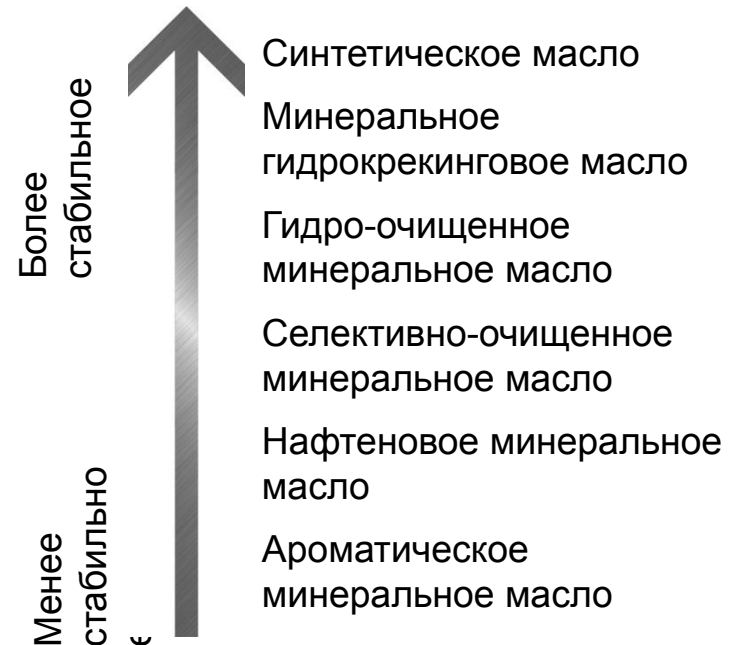 Более
стабильное
Менее
стабильно
е
Синтетическое масло
Минеральное
гидрокрекинговое масло
Гидро-очищенное
минеральное масло
Селективно-очищенное
минеральное масло
Нафтеновое минеральное
масло
Ароматическое
минеральное масло